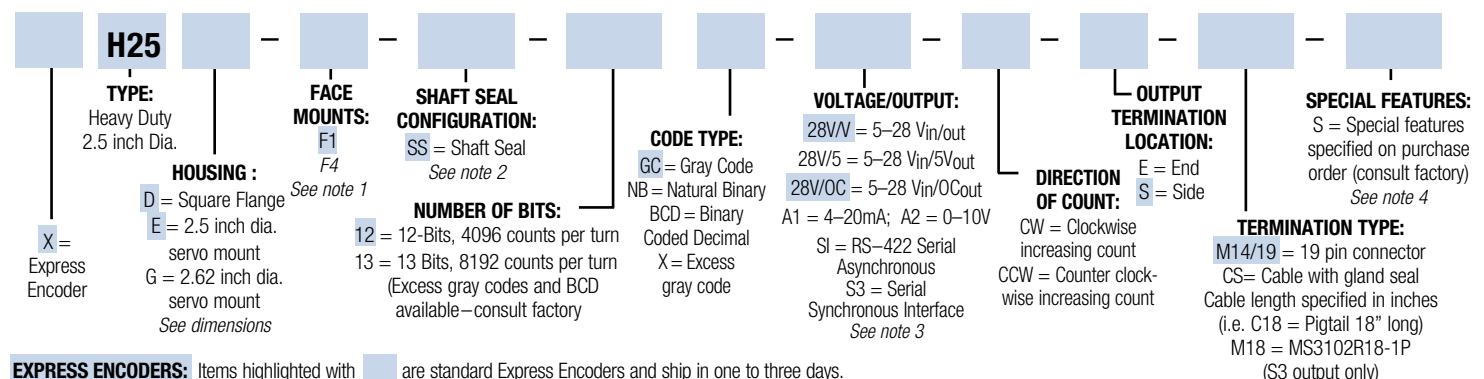 H25
TYPE:
Heavy Duty
2.5 inch Dia.
X =
Express
Encoder
HOUSING :
D = Square Flange
E = 2.5 inch dia.
servo mount
G = 2.62 inch dia.
servo mount
See dimensions
FACE
MOUNTS:
F1
F4
See note 1
SHAFT SEAL
CONFIGURATION:
SS = Shaft Seal
See note 2
NUMBER OF BITS:
12 = 12-Bits, 4096 counts per turn
13 = 13 Bits, 8192 counts per turn
(Excess gray codes and BCD
available–consult factory
CODE TYPE:
GC = Gray Code
NB = Natural Binary
BCD = Binary
Coded Decimal
X = Excess
gray code
VOLTAGE/OUTPUT:
28V/V = 5–28 Vin/out
28V/5 = 5–28 Vin/5Vout
28V/OC = 5–28 Vin/OCout
A1 = 4–20mA; A2 = 0–10V
SI = RS–422 Serial
Asynchronous
S3 = Serial
Synchronous Interface
See note 3
DIRECTION
OF COUNT:
CW = Clockwise
increasing count
CCW = Counter clock-
wise increasing count
OUTPUT
TERMINATION
LOCATION:
E = End
S = Side
TERMINATION TYPE:
M14/19 = 19 pin connector
CS= Cable with gland seal
Cable length specified in inches
(i.e. C18 = Pigtail 18" long)
M18 = MS3102R18-1P
(S3 output only)
SPECIAL FEATURES:
S = Special features
specified on purchase
order (consult factory)
See note 4
EXPRESS ENCODERS: Items highlighted with are standard Express Encoders and ship in one to three days.